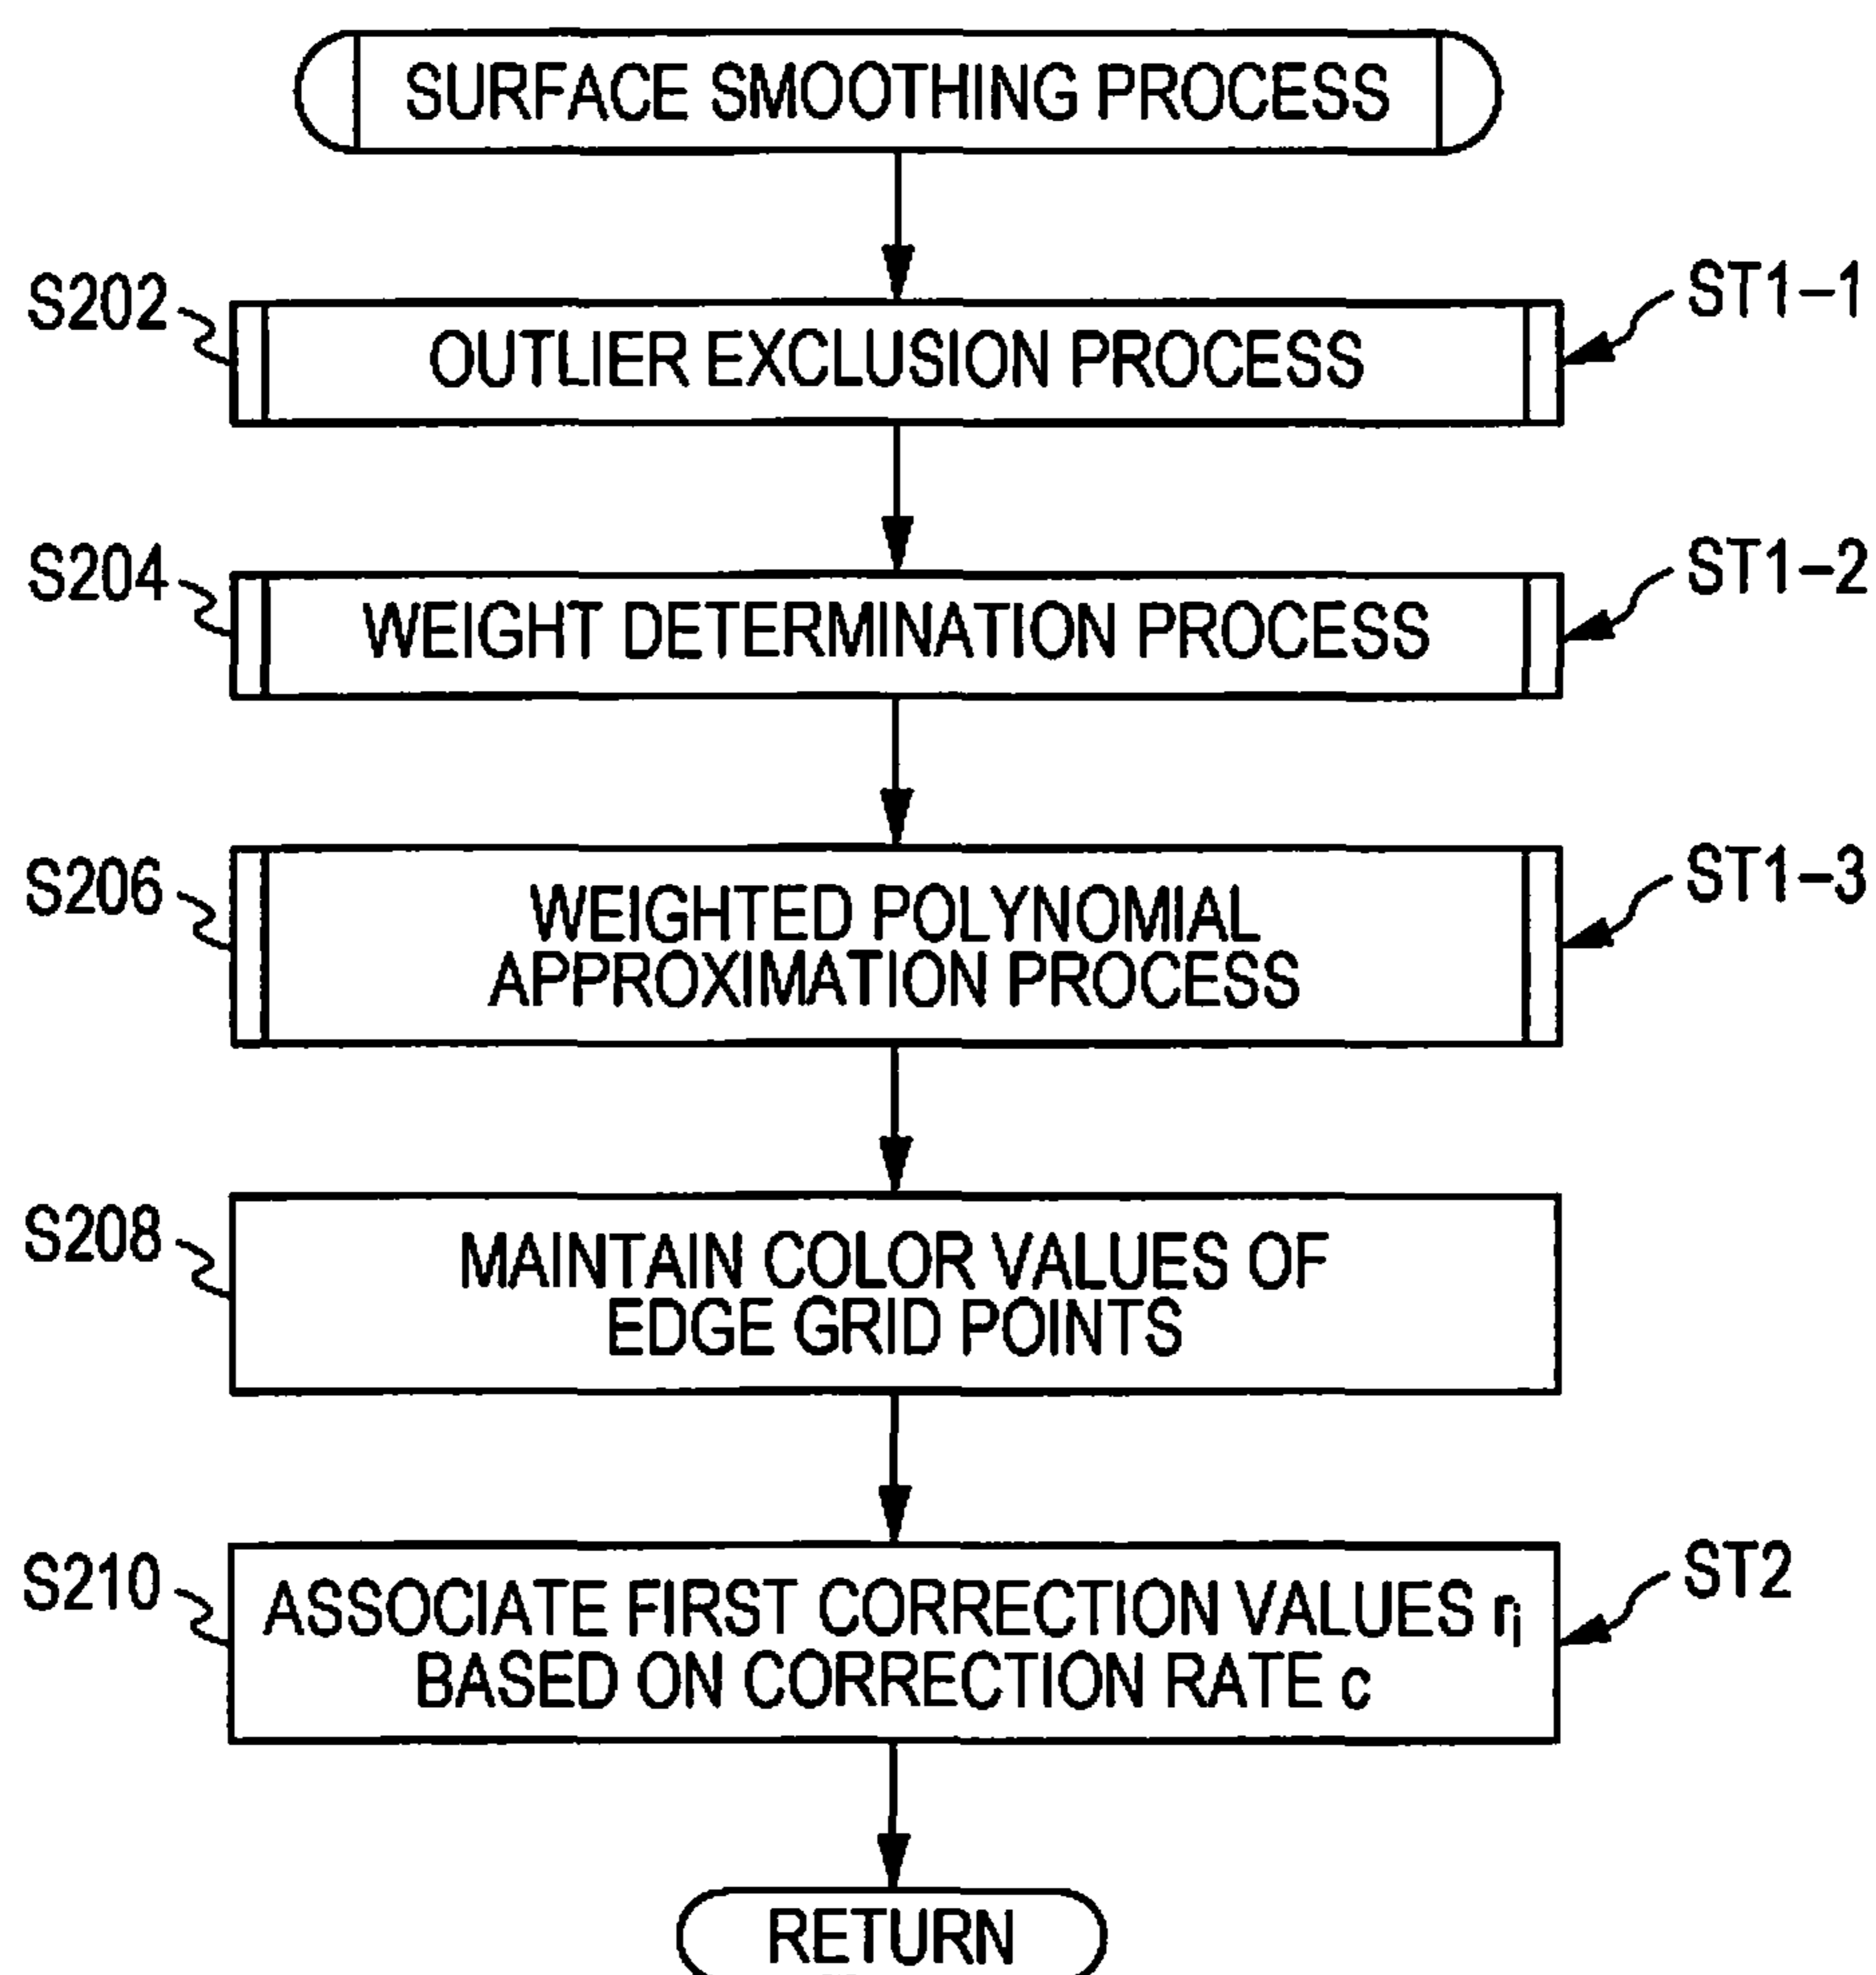 SURFACE SMOOTHING PROCESS
S202
OUTLIER EXCLUSION PROCESS
ST1-1
S204
WEIGHT DETERMINATION PROCESS
ST1-2
S206
WEIGHTED POLYNOMIAL
APPROXIMATION PROCESS
ST1-3
S208
MAINTAIN COLOR VALUES OF
EDGE GRID POINTS
S210
ASSOCIATE FIRST CORRECTION VALUES ri
BASED ON CORRECTION RATE c
ST2
RETURN